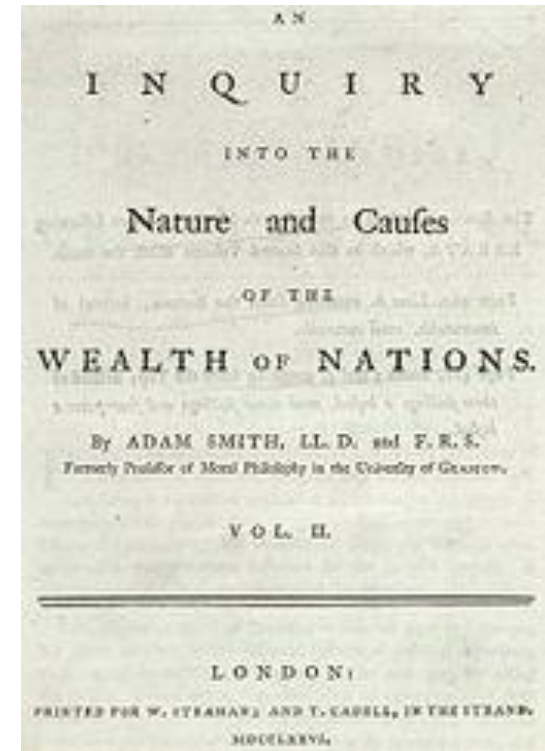 AN
INQUIRY
INTO THE
Nature and Cauſes
OF THE
WEALTH OF NATIONS.
By ADAM SMITH, LL. D. and F. R. S.
Formerly Profeſſor of Moral Philoſophy in the Univerſity of GLASGOW.
VOL. II.
LONDON:
PRINTED FOR W. STRAHAN; AND T. CADELL, IN THE STRAND.
MDCCLXXVI.